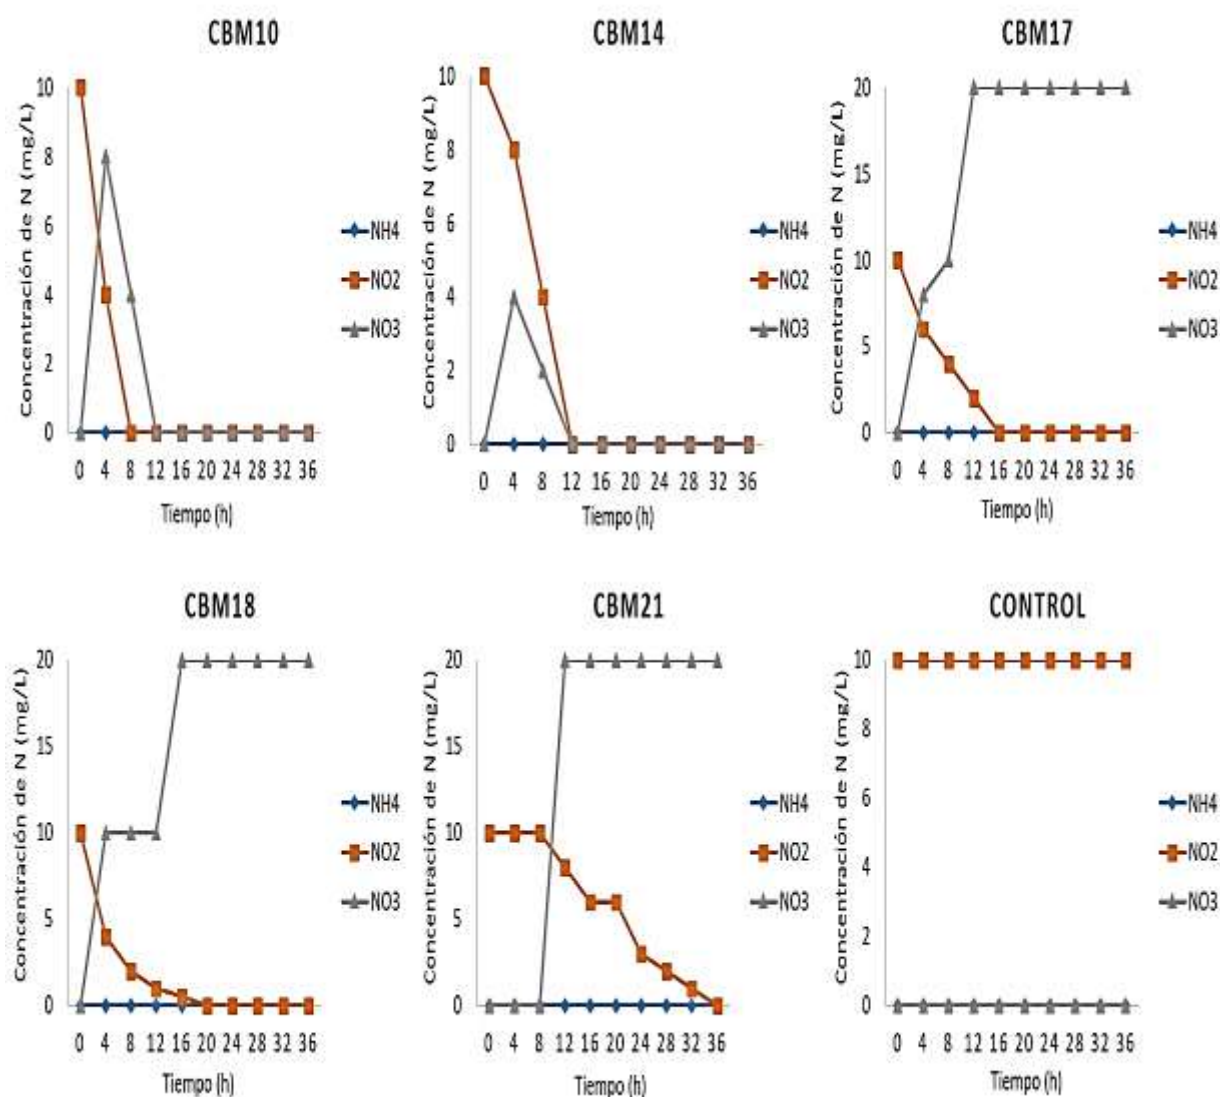 CBM10
Concentración de N (mg/L)
10
8
6
4
2
0
0 4 8 12 16 20 24 28 32 36
Tiempo (h)
NH4
NO2
NO3
CBM14
Concentración de N (mg/L)
10
8
6
4
2
0
0 4 8 12 16 20 24 28 32 36
Tiempo (h)
NH4
NO2
NO3
CBM17
Concentración de N (mg/L)
20
15
10
5
0
0 4 8 12 16 20 24 28 32 36
Tiempo (h)
NH4
NO2
NO3
CBM18
Concentración de N (mg/L)
20
15
10
5
0
0 4 8 12 16 20 24 28 32 36
Tiempo (h)
NH4
NO2
NO3
CBM21
Concentración de N (mg/L)
20
15
10
5
0
0 4 8 12 16 20 24 28 32 36
Tiempo (h)
NH4
NO2
NO3
CONTROL
Concentración de N (mg/L)
10
8
6
4
2
0
0 4 8 12 16 20 24 28 32 36
Tiempo (h)
NH4
NO2
NO3